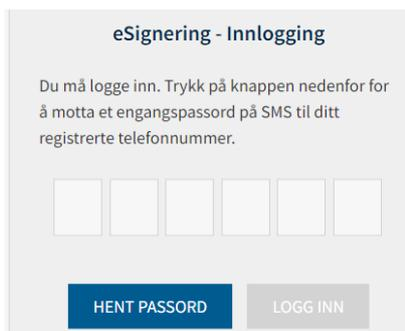 eSignering - Innlogging
Du må logge inn. Trykk på knappen nedenfor for
å motta et engangspassord på SMS til ditt
registrerte telefonnummer.
HENT PASSORD
LOGG INN